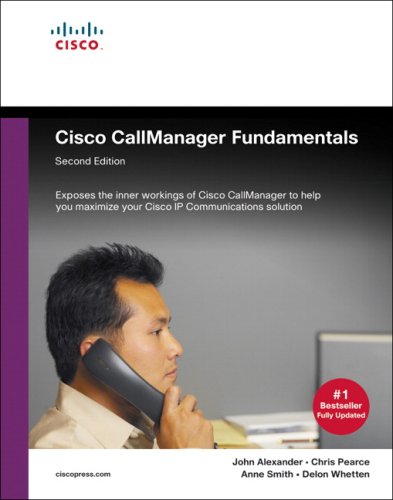 CISCO
Cisco CallManager Fundamentals
Second Edition
Exposes the inner workings of Cisco CallManager to help
you maximize your Cisco IP Communications solution
#1
Bestseller
Fully Updated
John Alexander • Chris Pearce
Anne Smith • Delon Whetten
ciscopress.com